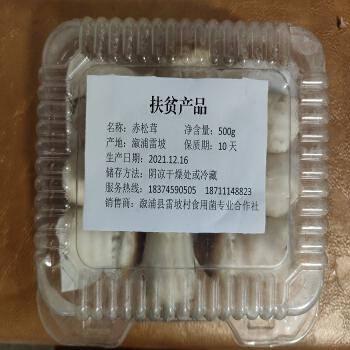 扶贫产品
名称：赤松茸 净含量：500g
产地：溆浦雷坡 保质期：10 天
生产日期：2021.12.16
储存方法：阴凉干燥处或冷藏
服务热线：18374590505 18711148823
销售商：溆浦县雷坡村食用菌专业合作社